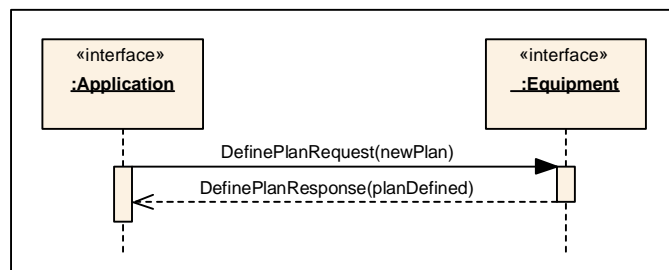 «interface»
:Application
«interface»
:Equipment
DefinePlanRequest(newPlan)
DefinePlanResponse(planDefined)